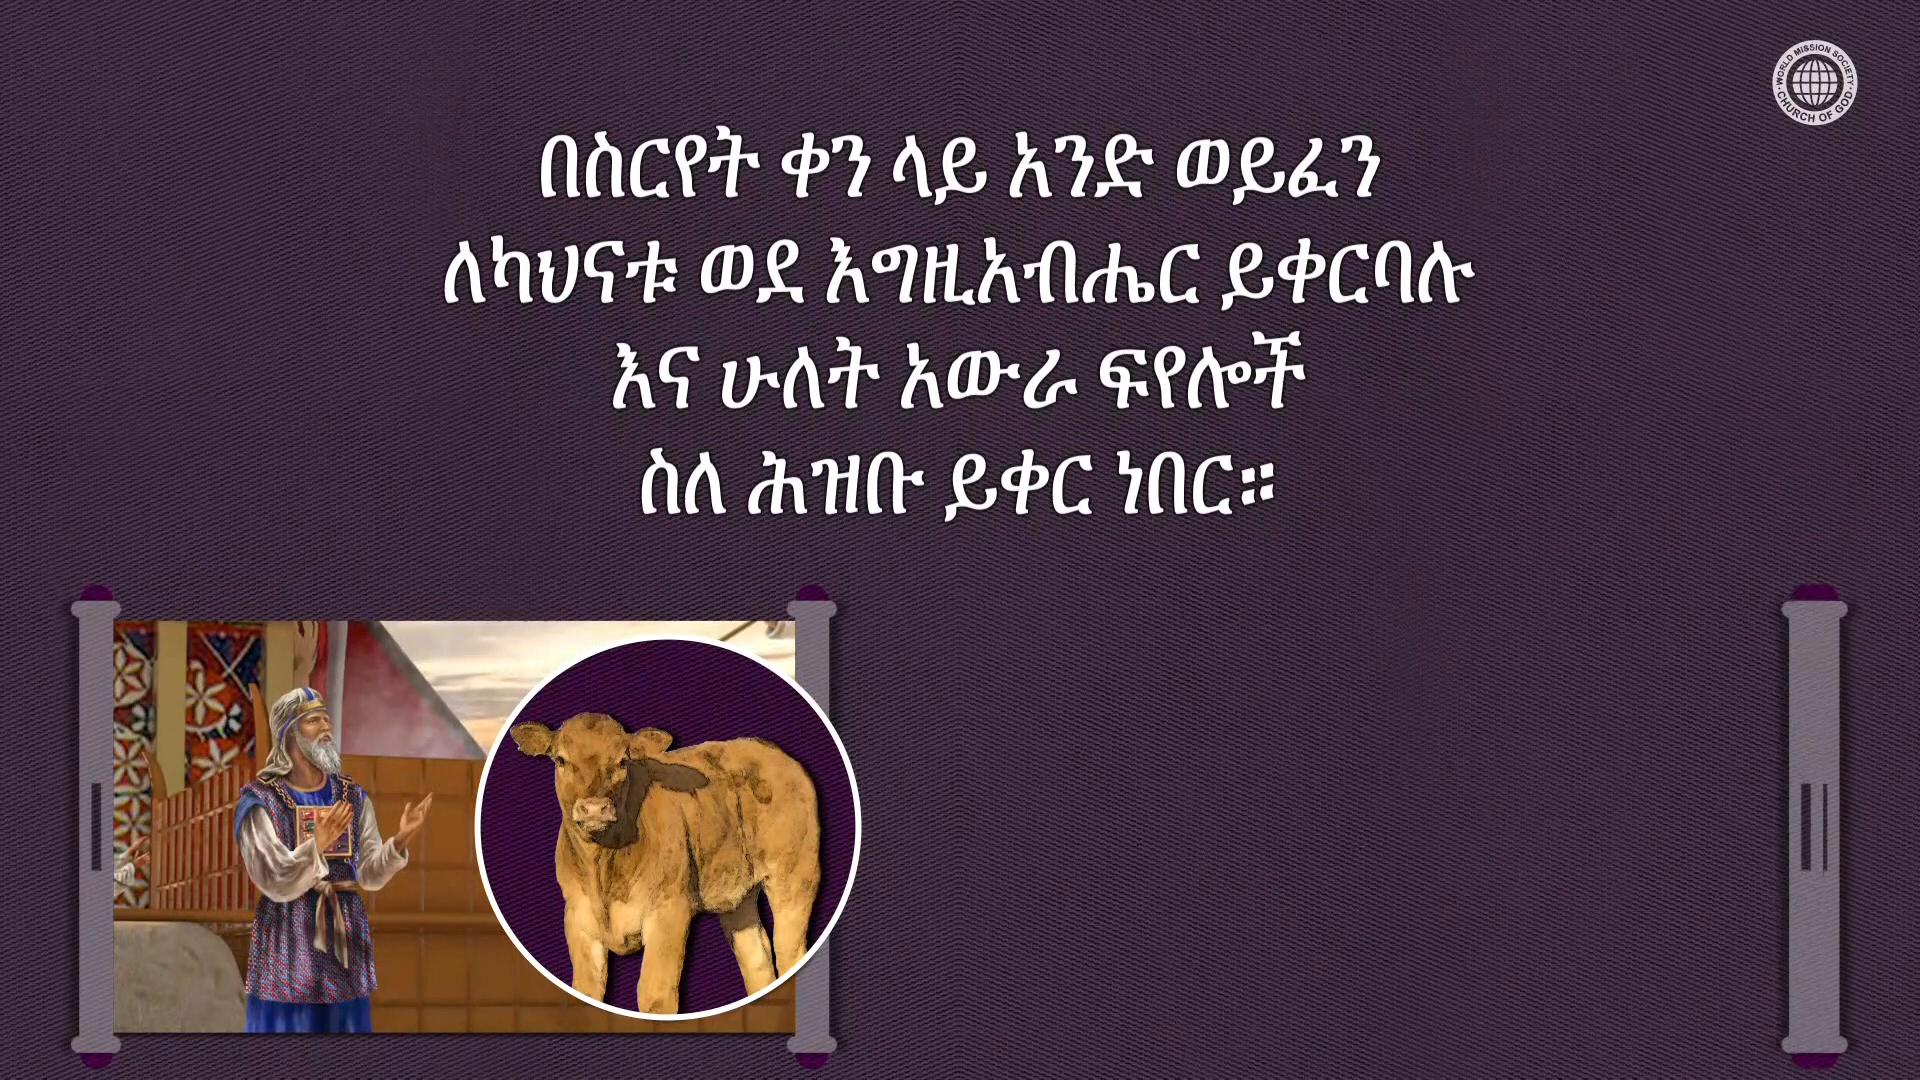 WORLD MISSION SOCIETY
CHURCH OF GOD
በስርየት ቀን ላይ አንድ ወይፈን
ለካህናቱ ወደ እግዚአብሔር ይቀርባሉ
እና ሁለት አውራ ፍየሎች
ስለ ሕዝቡ ይቀር ነበር።